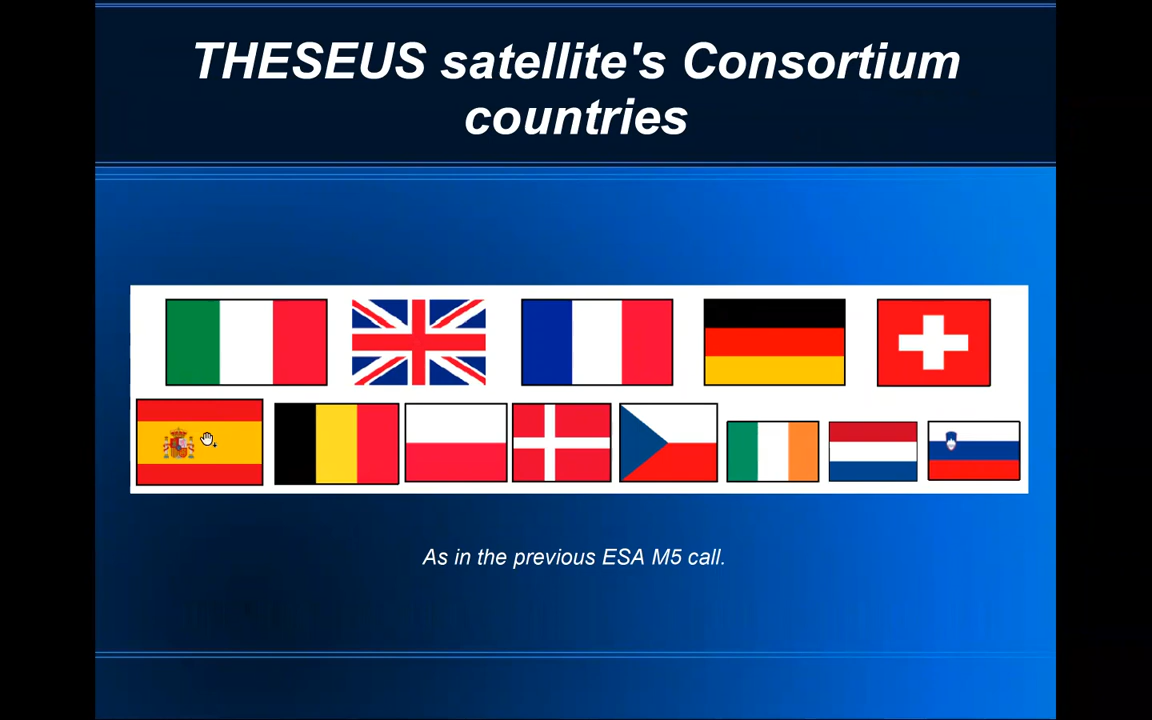 THESEUS satellite's Consortium
countries
As in the previous ESA M5 call.